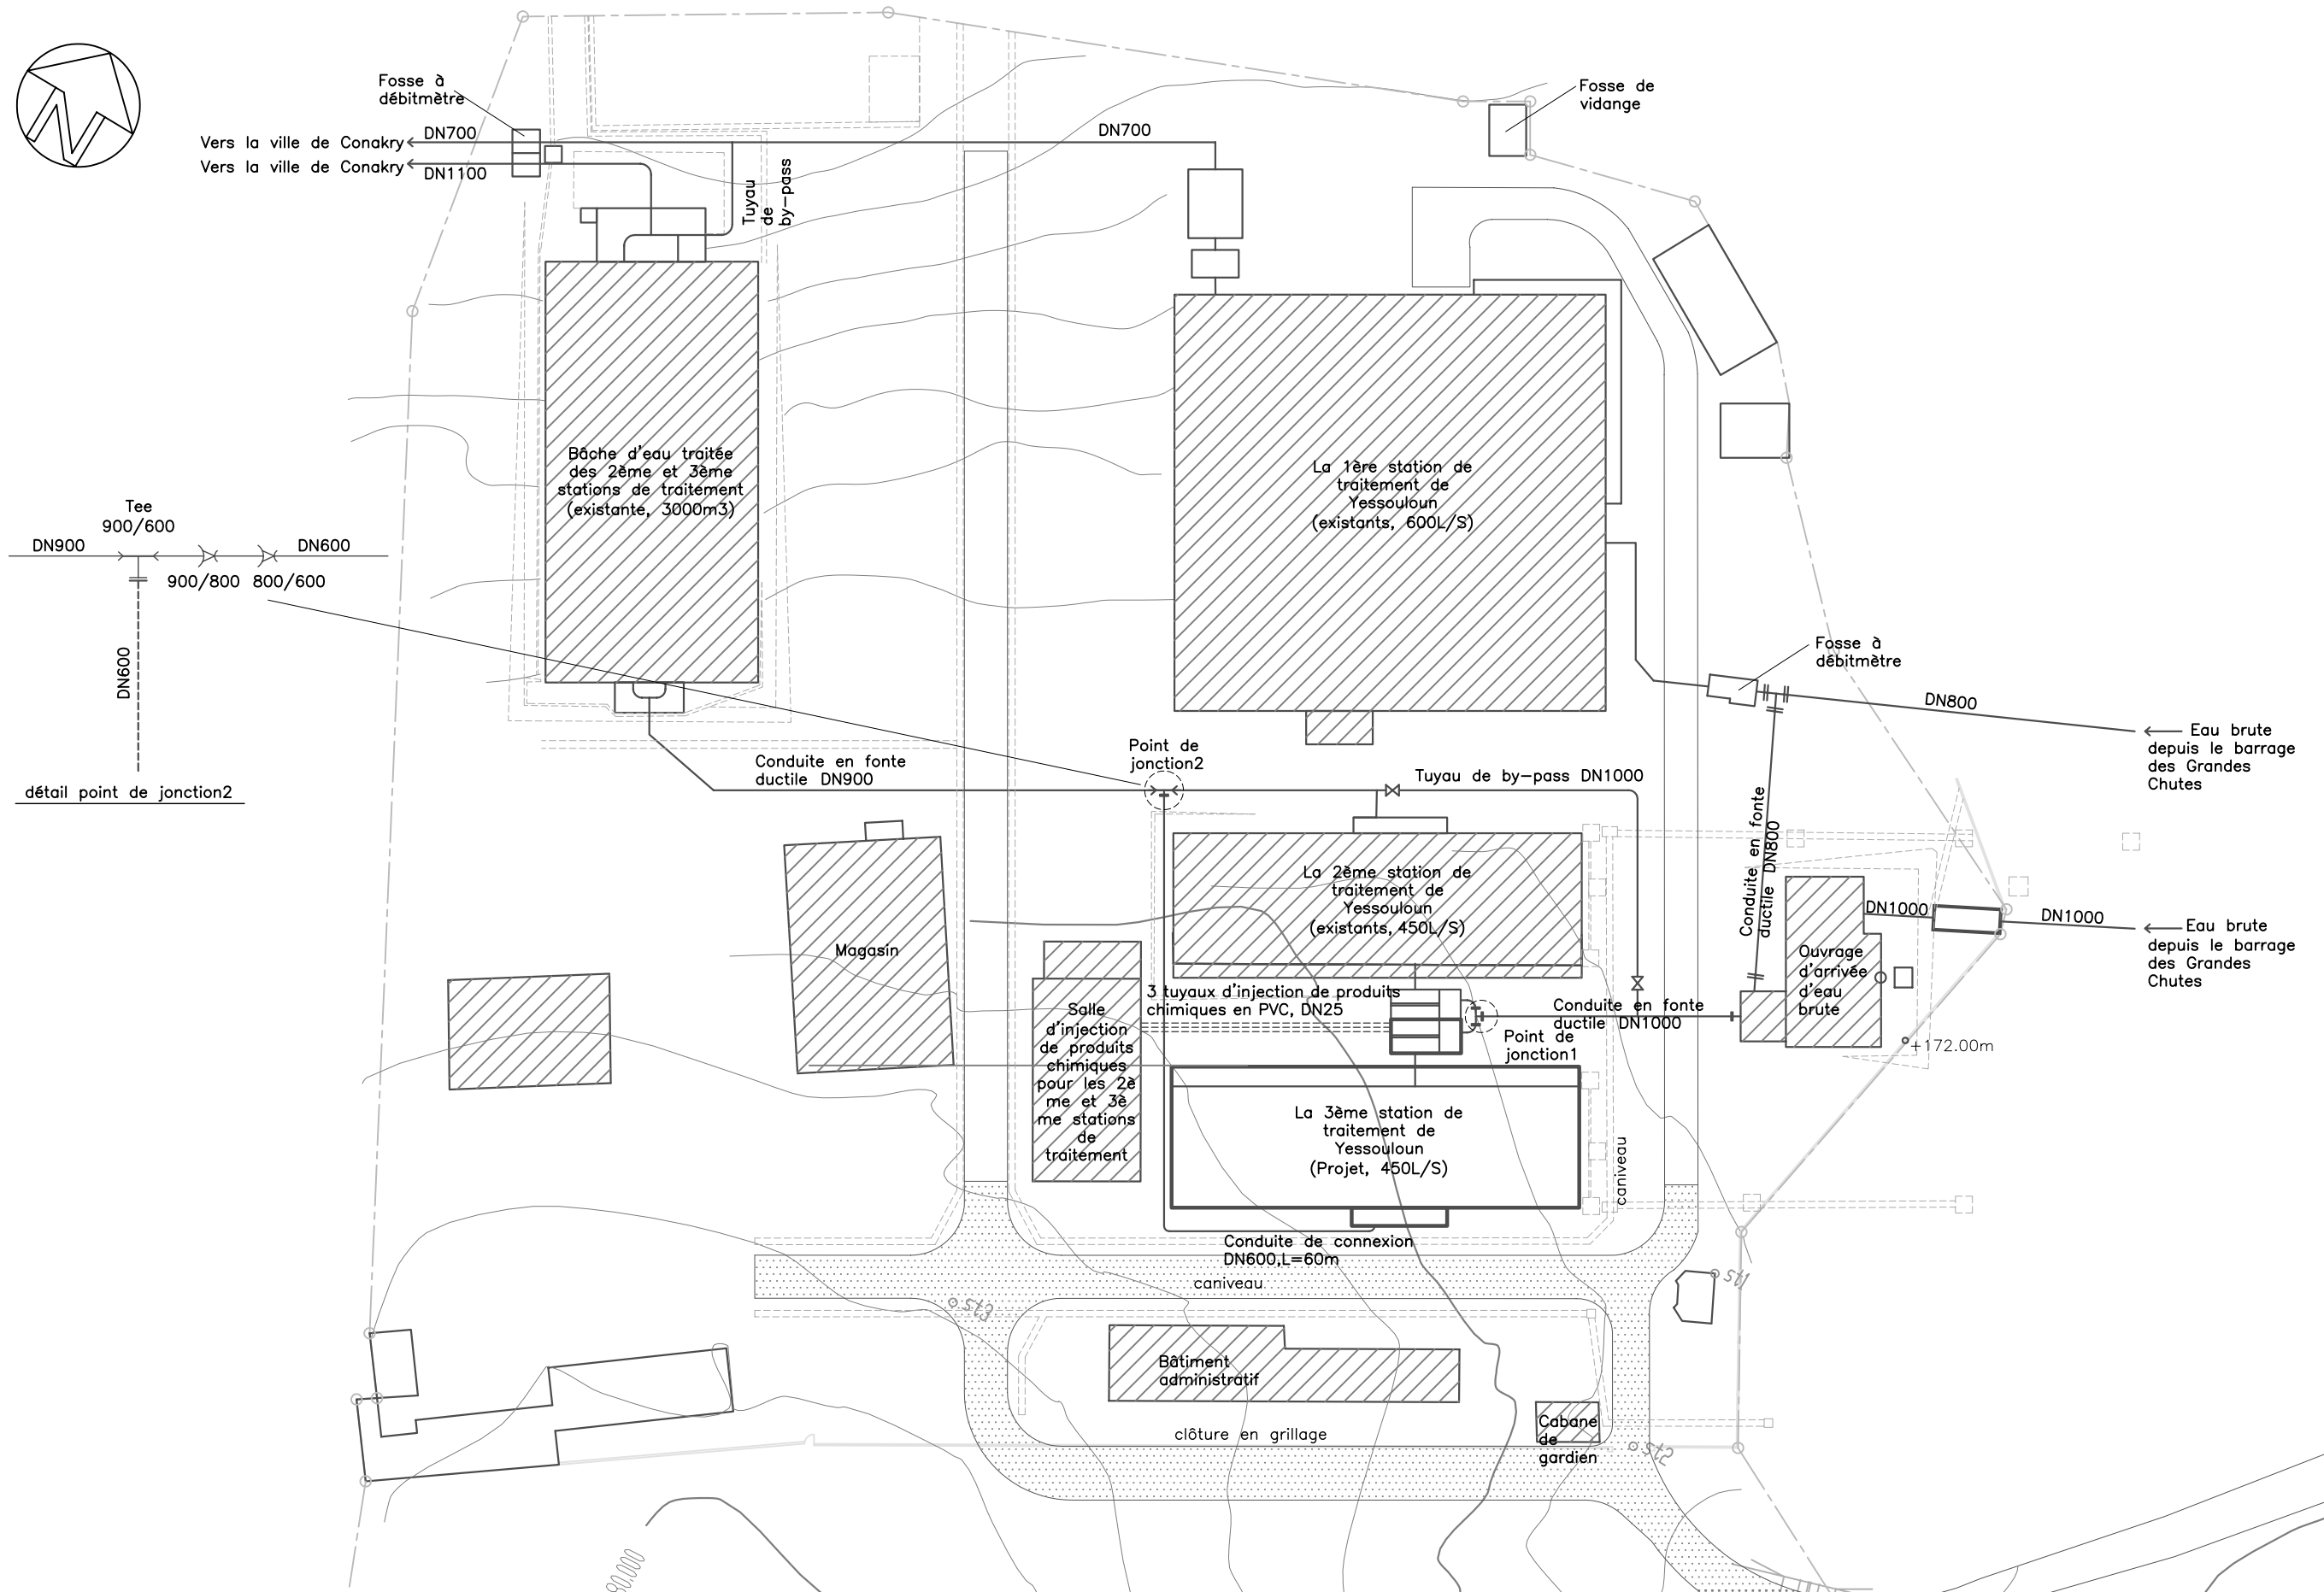 Fosse à
débitmètre
Vers la ville de Conakry
DN700
Vers la ville de Conakry
DN1100
DN700
Tuyau
de
by-pass
Fosse de
vidange
Bâche d'eau traitée
des 2ème et 3ème
stations de traitement
(existante, 3000m3)
La 1ère station de
traitement de
Yessouloun
(existants, 600L/S)
Tee
900/600
DN900
DN600
900/800
800/600
DN600
détail point de jonction2
Fosse à
débitmètre
DN800
Eau brute
depuis le barrage
des Grandes
Chutes
Point de
jonction2
Conduite en fonte
ductile DN900
Tuyau de by-pass DN1000
Conduite en fonte
ductile DN800
La 2ème station de
traitement de
Yessouloun
(existants, 450L/S)
Magasin
DN1000
DN1000
Eau brute
depuis le barrage
des Grandes
Chutes
Ouvrage
d'arrivée
d'eau
brute
3 tuyaux d'injection de produits
chimiques en PVC, DN25
Conduite en fonte
ductile DN1000
Point de
jonction1
+172.00m
Salle
d'injection
de produits
chimiques
pour les 2è
me et 3è
me stations
de
traitement
La 3ème station de
traitement de
Yessouloun
(Projet, 450L/S)
caniveau
Conduite de connexion
DN600,L=60m
caniveau
st1
st3
Bâtiment
administratif
Cabane
de
gardien
clôture en grillage
st2
90.000